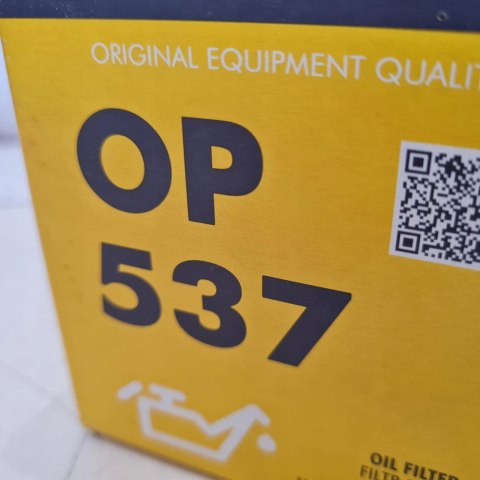 ORIGINAL EQUIPMENT QUALIT
OP
537
OIL FILTER